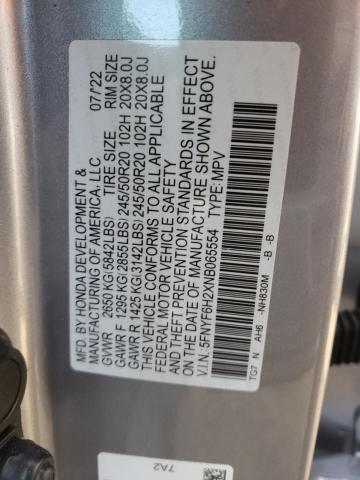 MFD. BY HONDA DEVELOPMENT & 07/22
MANUFACTURING OF AMERICA, LLC
GVWR 2650 KG(5842LBS) TIRE SIZE RIM SIZE
GAWR F 1295 KG(2855LBS) 245/50R20 102H 20X8.0J
GAWR R 1425 KG(3142LBS) 245/50R20 102H 20X8.0J
THIS VEHICLE CONFORMS TO ALL APPLICABLE
FEDERAL MOTOR VEHICLE SAFETY
AND THEFT PREVENTION STANDARDS IN EFFECT
ON THE DATE OF MANUFACTURE SHOWN ABOVE.
V.I.N.: 5FNYF6H2XNB065554 TYPE: MPV
TG7 N AH6 -NH830M -B -B
7A2